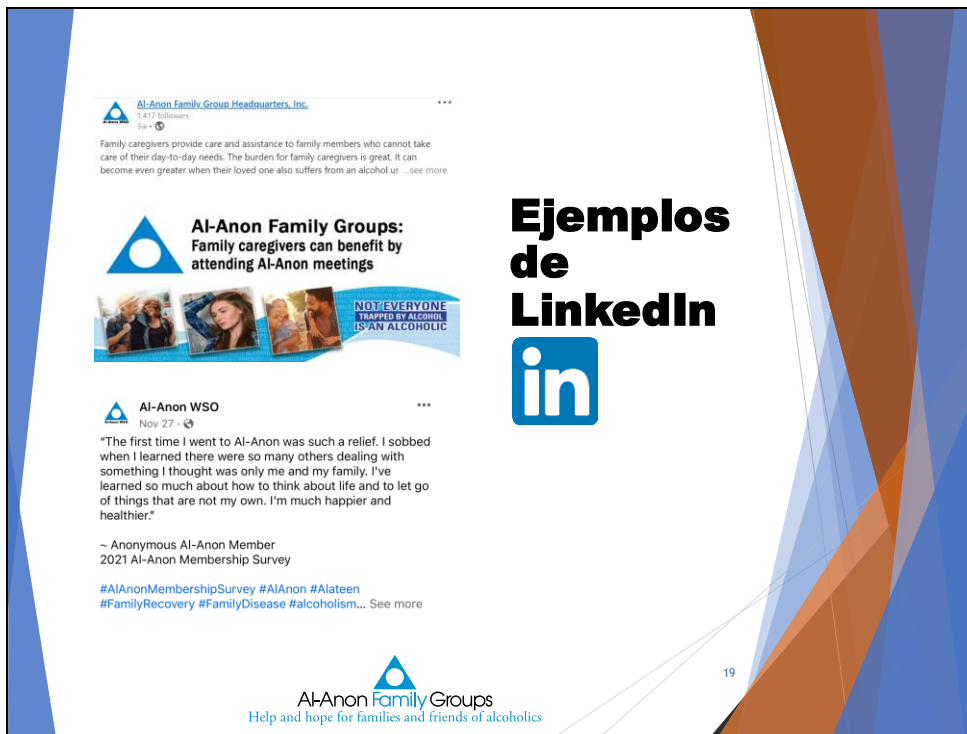 Al-Anon Family Group Headquarters, Inc.
1,417 followers
3w •
Family caregivers provide care and assistance to family members who cannot take
care of their day-to-day needs. The burden for family caregivers is great. It can
become even greater when their loved one also suffers from an alcohol us ...see more
Al-Anon Family Groups:
Family caregivers can benefit by
attending Al-Anon meetings
NOT EVERYONE
TRAPPED BY ALCOHOL
IS AN ALCOHOLIC
Al-Anon WSO
Nov 27 ·
“The first time I went to Al-Anon was such a relief. I sobbed
when I learned there were so many others dealing with
something I thought was only me and my family. I've
learned so much about how to think about life and to let go
of things that are not my own. I'm much happier and
healthier.”
~ Anonymous Al-Anon Member
2021 Al-Anon Membership Survey
#AlAnonMembershipSurvey #AlAnon #Alateen
#FamilyRecovery #FamilyDisease #alcoholism... See more
Ejemplos
de
LinkedIn
in
19
Al-Anon Family Groups
Help and hope for families and friends of alcoholics